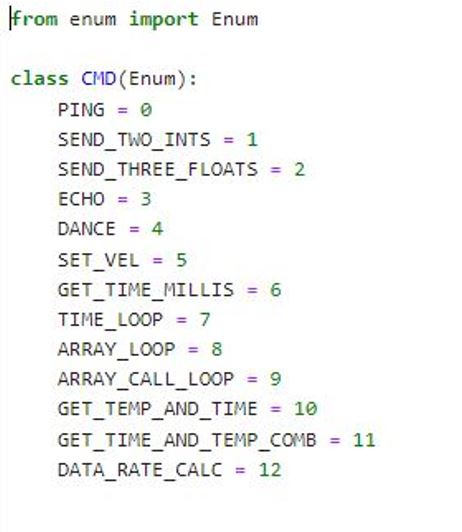 from enum import Enum
class CMD(Enum):
PING = 0
SEND_TWO_INTS = 1
SEND_THREE_FLOATS = 2
ECHO = 3
DANCE = 4
SET_VEL = 5
GET_TIME_MILLIS = 6
TIME_LOOP = 7
ARRAY_LOOP = 8
ARRAY_CALL_LOOP = 9
GET_TEMP_AND_TIME = 10
GET_TIME_AND_TEMP_COMB = 11
DATA_RATE_CALC = 12